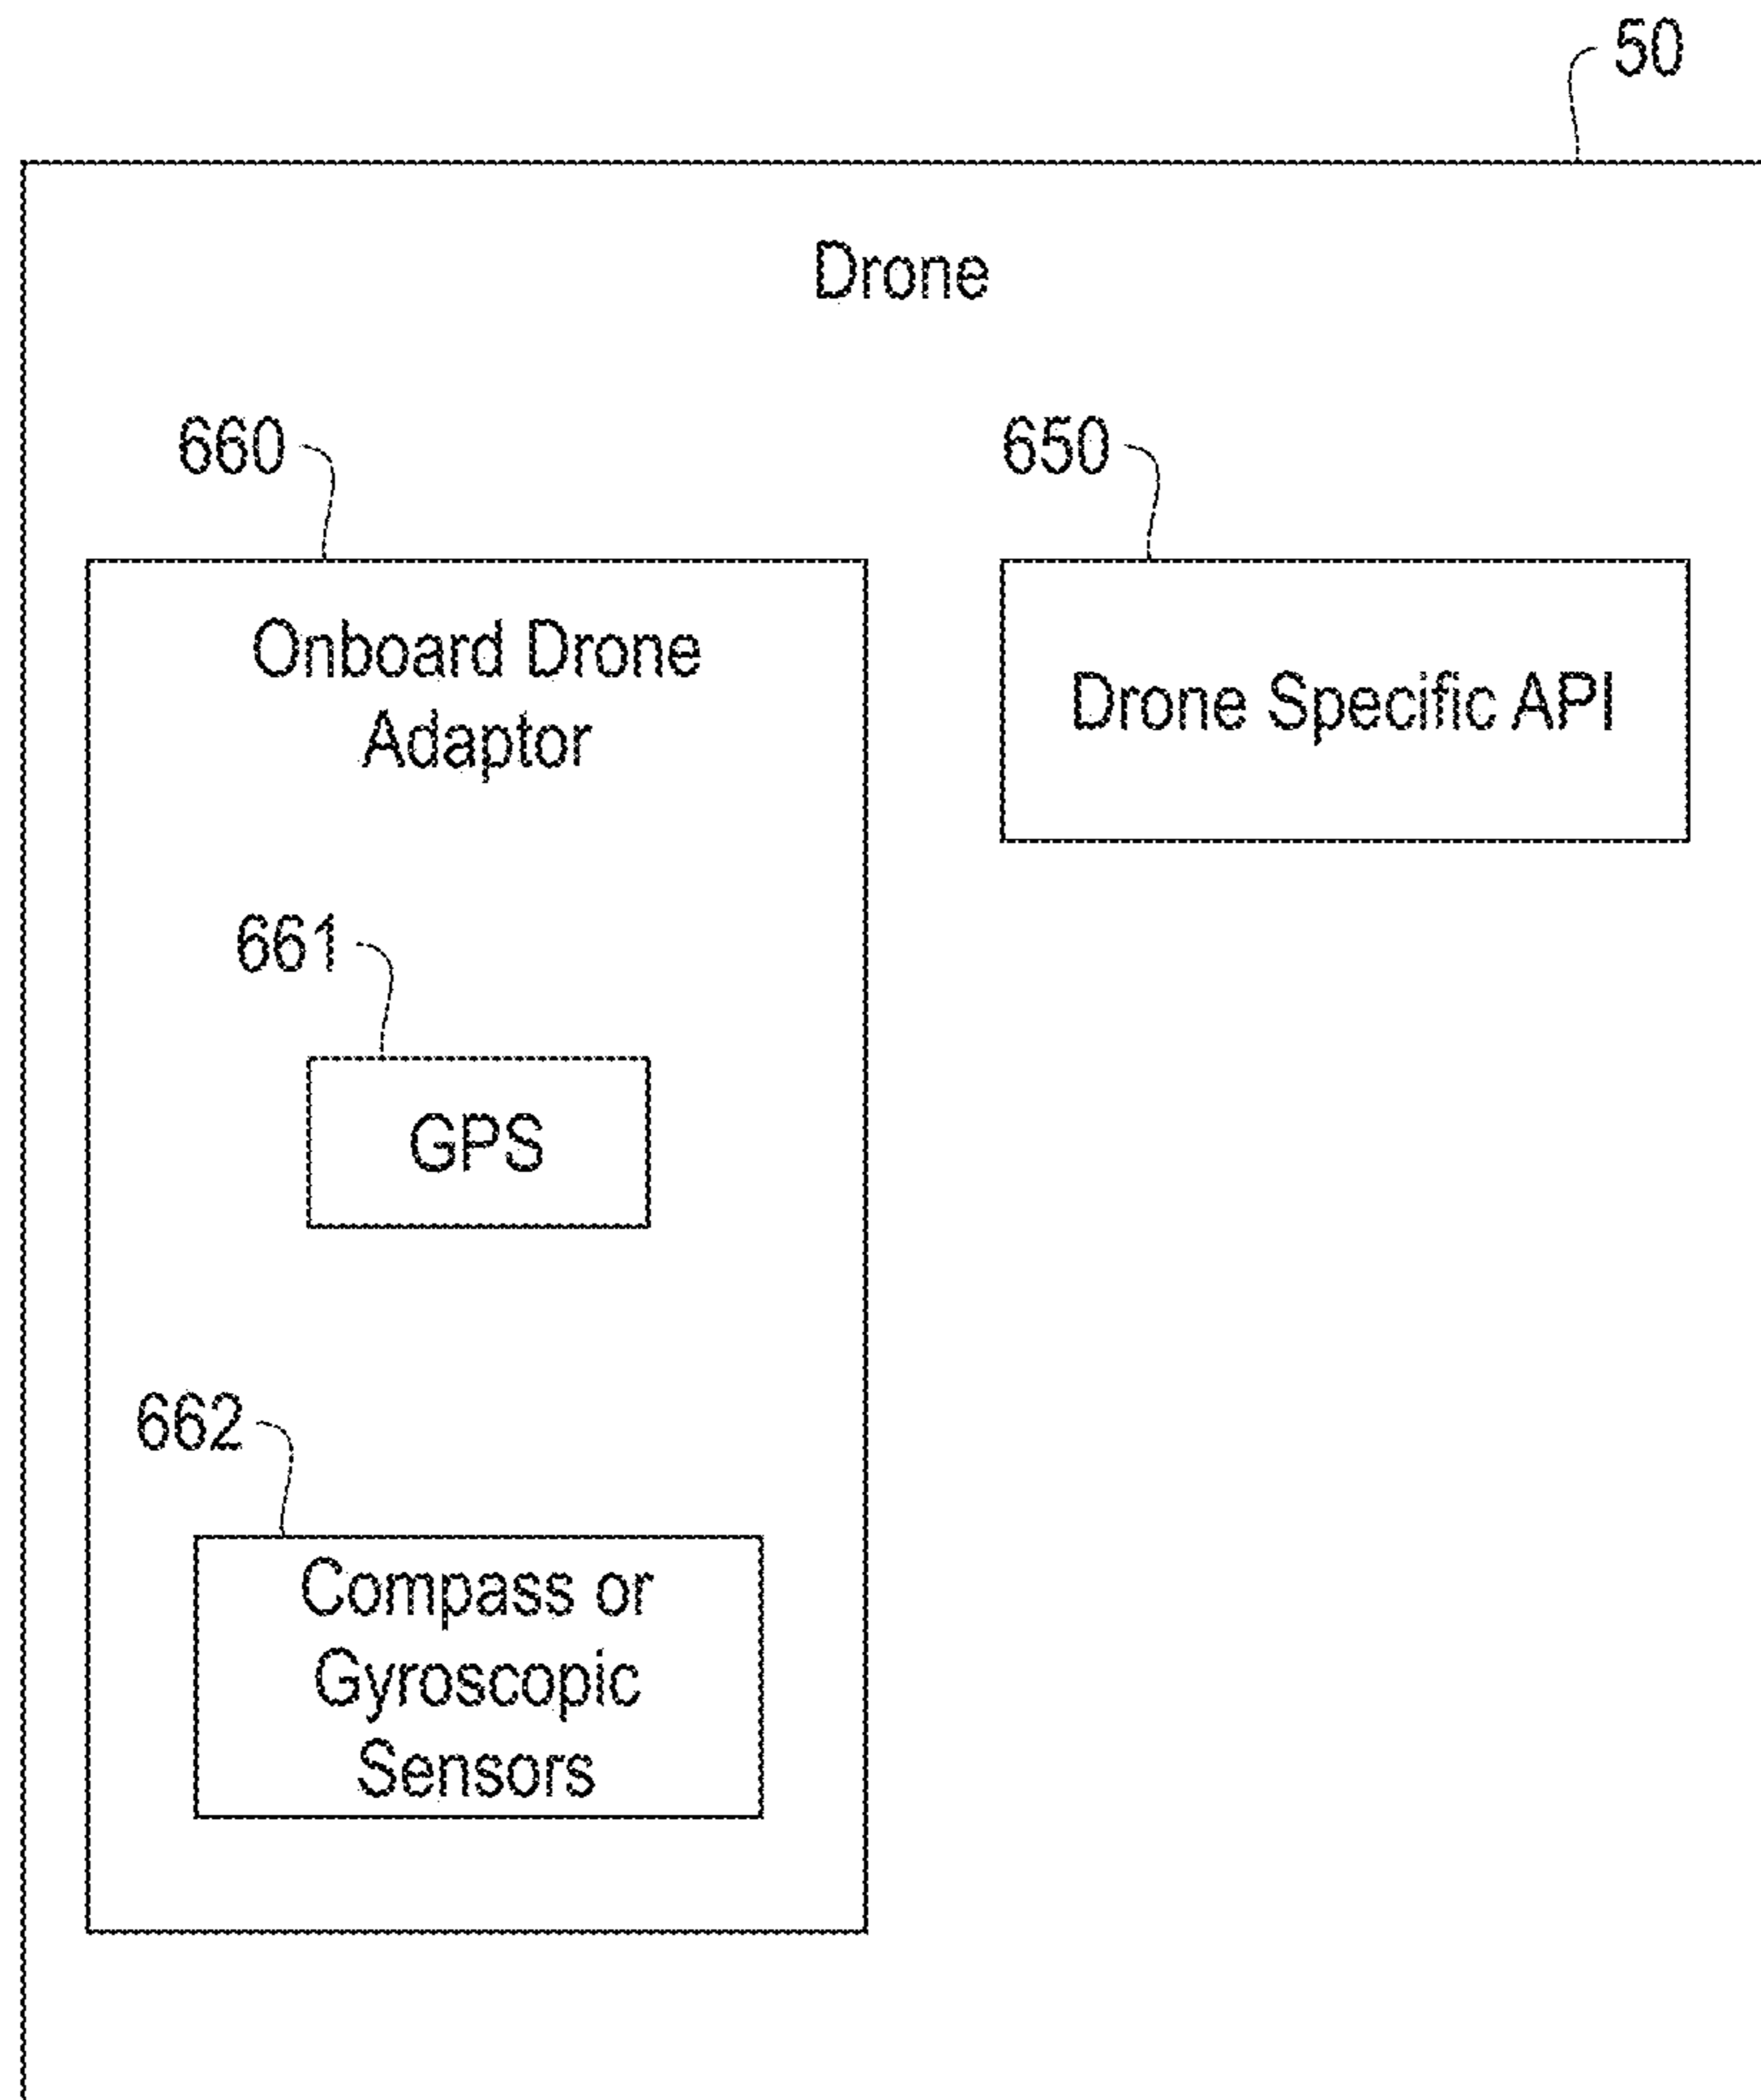 50
Drone
660
650
Onboard Drone
Adaptor
Drone Specific API
661
GPS
662
Compass or
Gyroscopic
Sensors